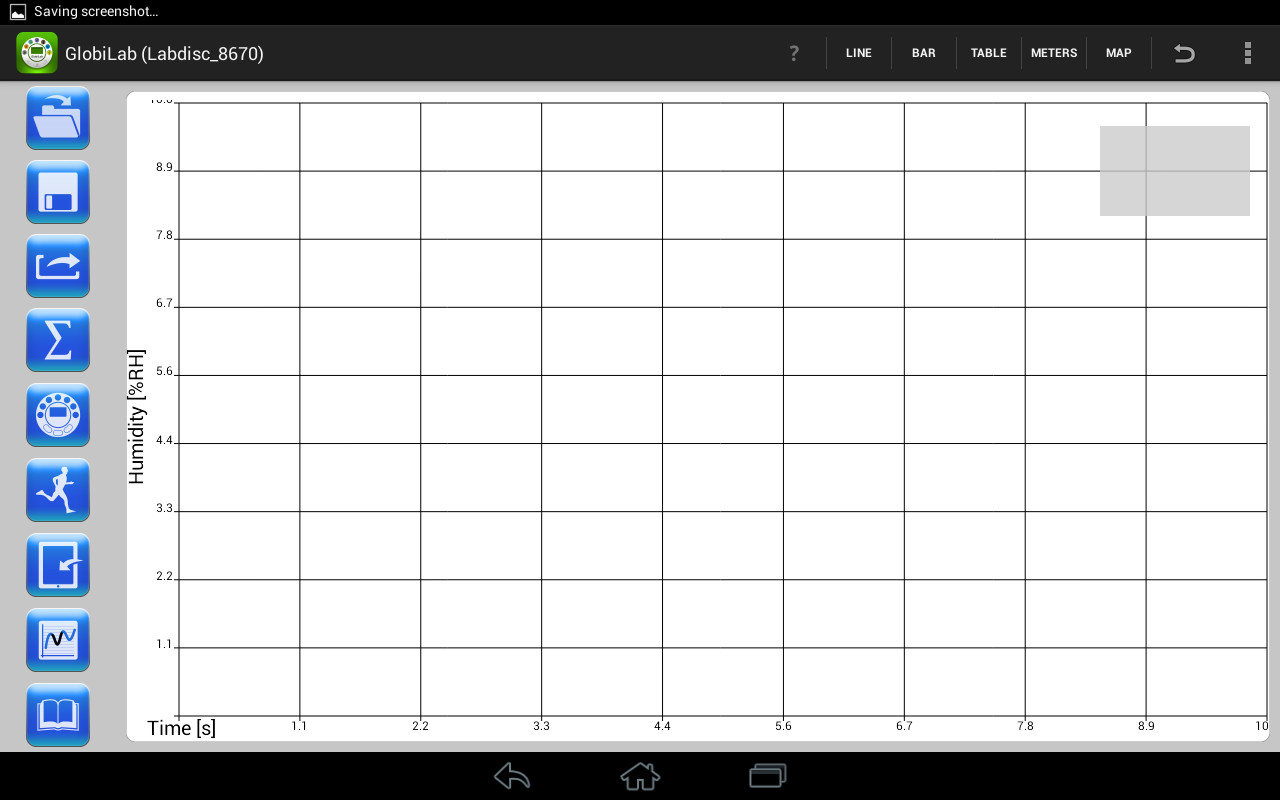 Saving screenshot...
GlobiLab (Labdisc_8670)
? LINE BAR TABLE METERS MAP
8.9
7.8
6.7
5.6
4.4
3.3
2.2
1.1
Humidity [%RH]
Time [s]
1.1 2.2 3.3 4.4 5.6 6.7 7.8 8.9 10
Σ